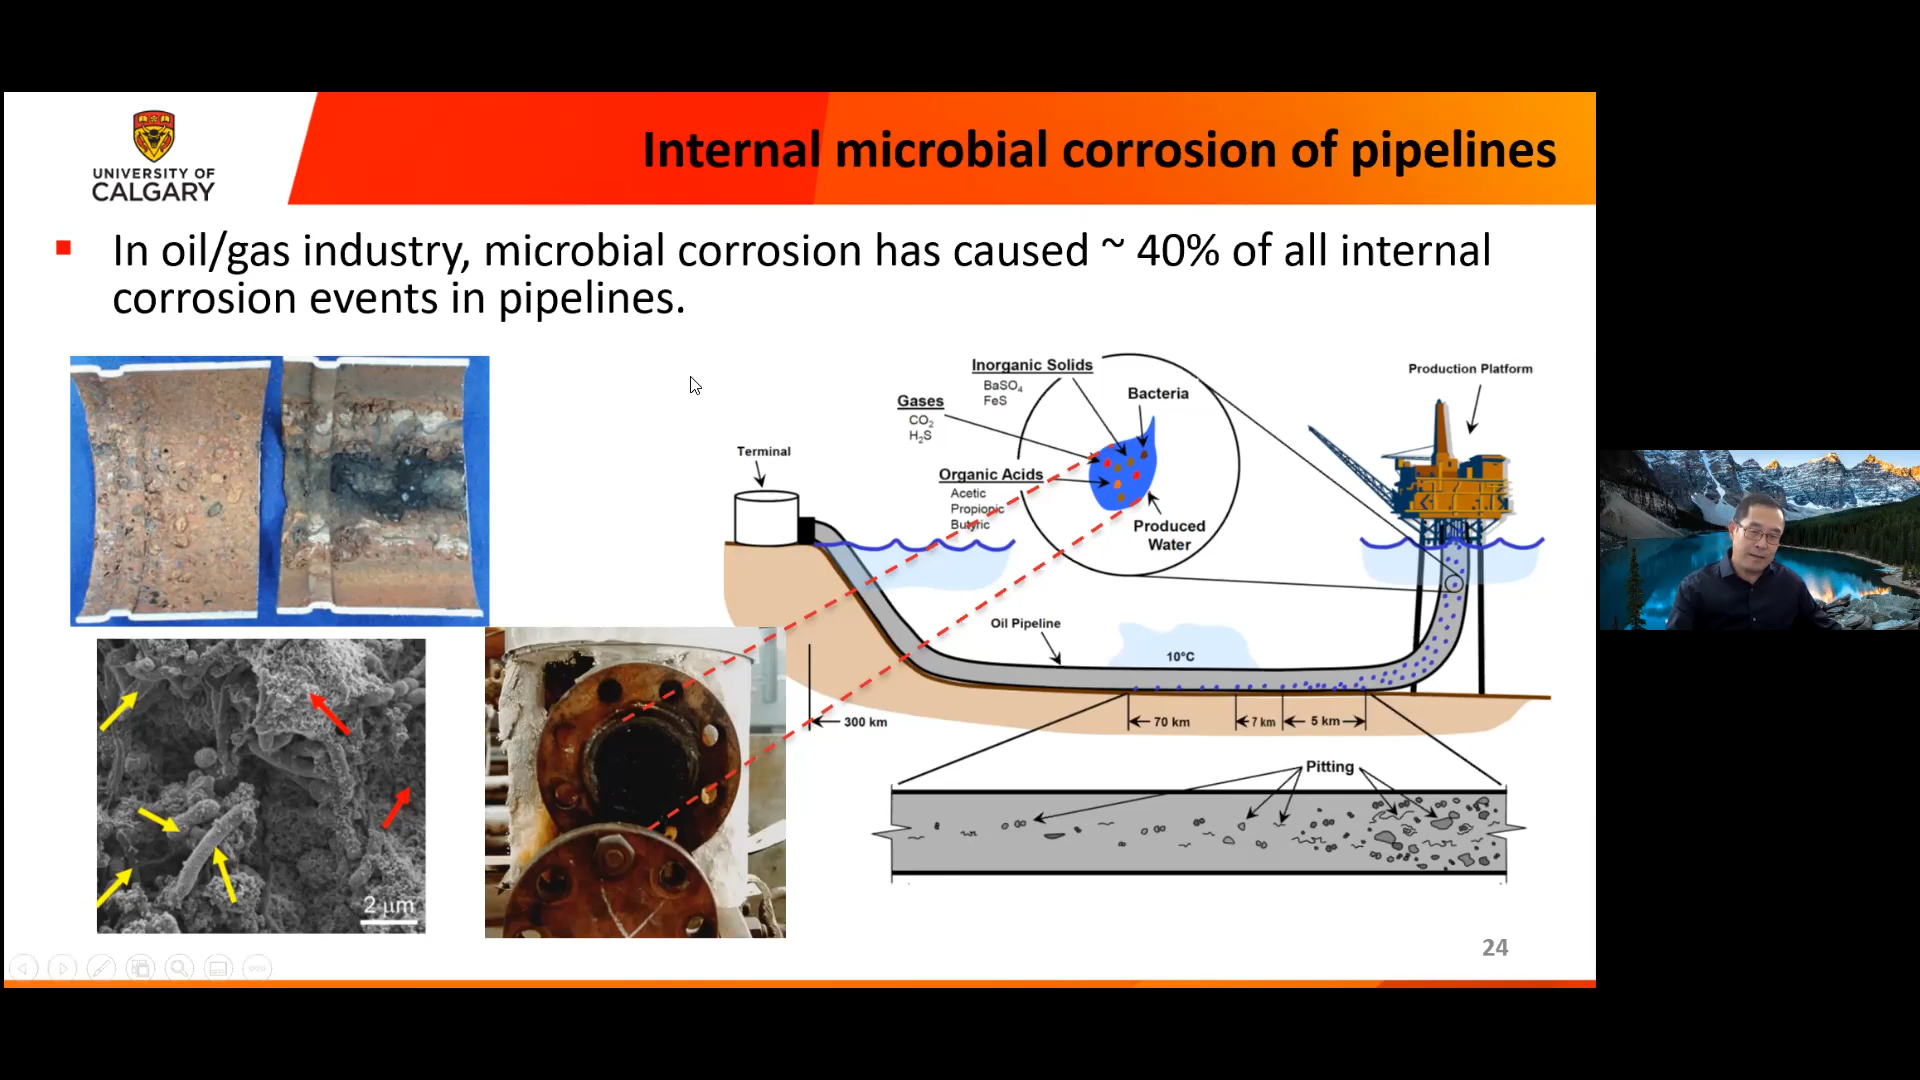 UNIVERSITY OF
CALGARY
Internal microbial corrosion of pipelines
In oil/gas industry, microbial corrosion has caused ~ 40% of all internal
corrosion events in pipelines.
Inorganic Solids
BaSO₄
FeS
Gases
CO₂
H₂S
Bacteria
Production Platform
Terminal
Organic Acids
Acetic
Propionic
Butyric
Produced
Water
Oil Pipeline
10°C
300 km
70 km
7 km
5 km
Pitting
2 μm
24